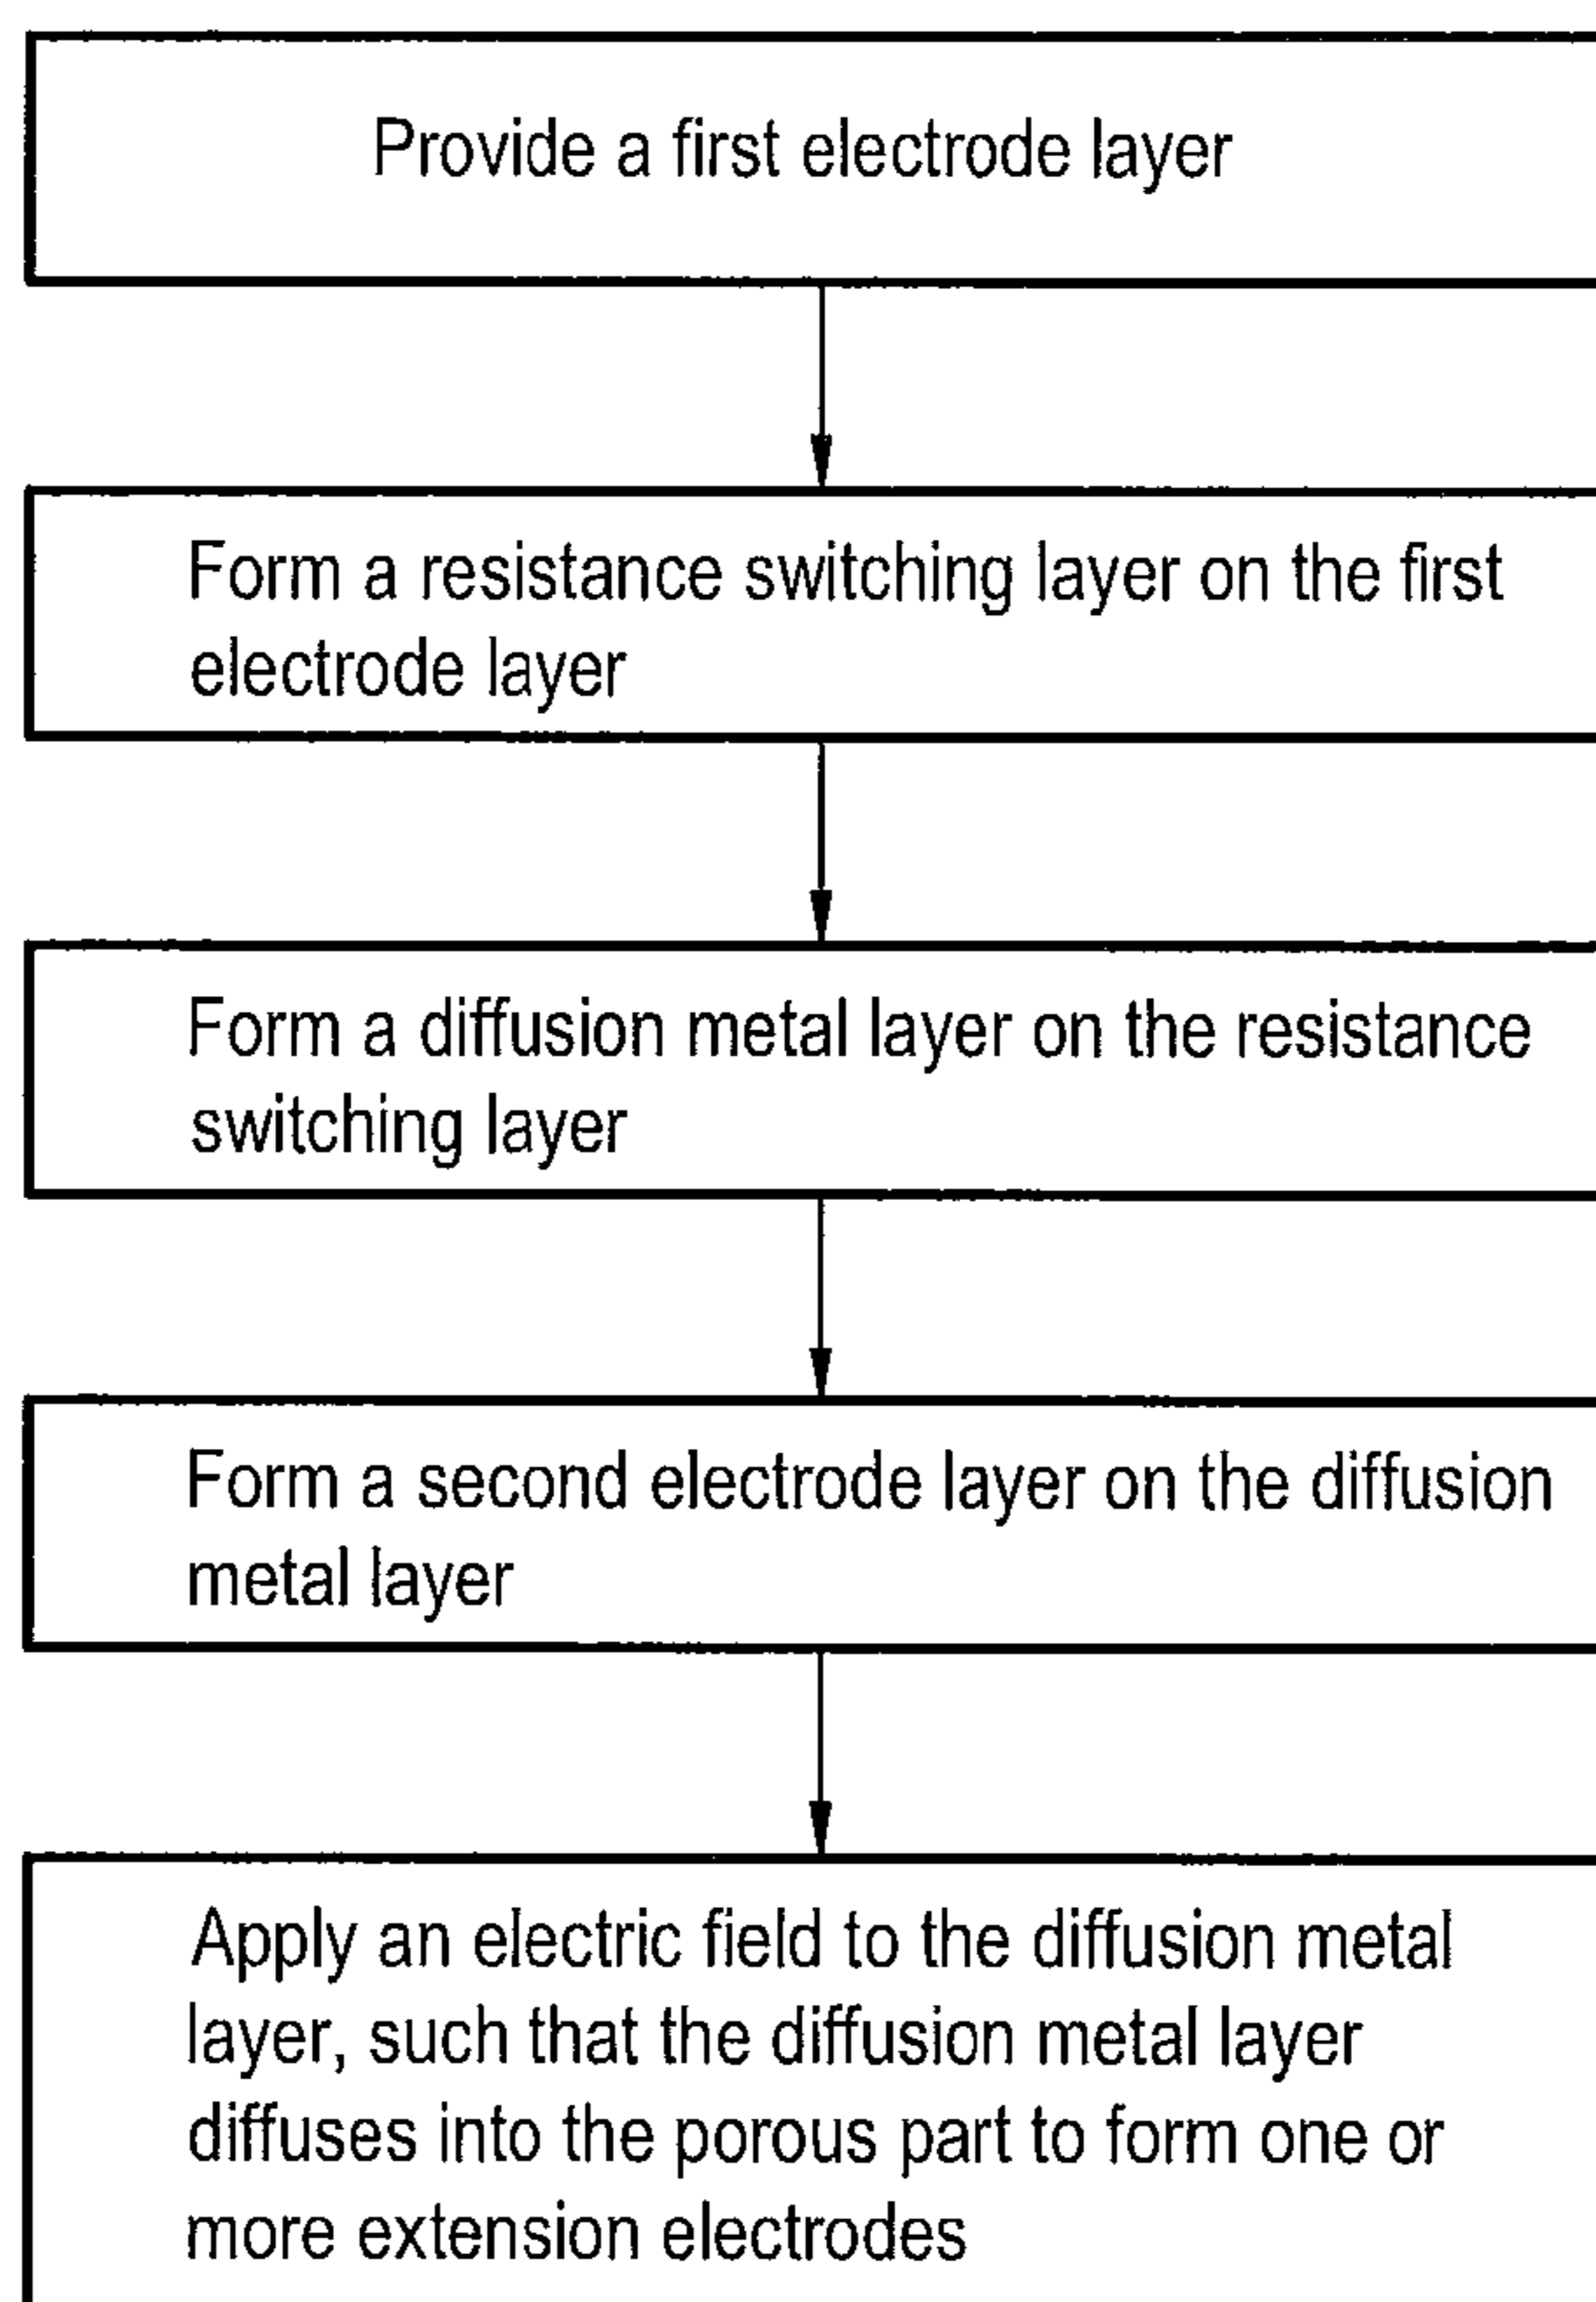 Provide a first electrode layer
Form a resistance switching layer on the first
electrode layer
Form a diffusion metal layer on the resistance
switching layer
Form a second electrode layer on the diffusion
metal layer
Apply an electric field to the diffusion metal
layer, such that the diffusion metal layer
diffuses into the porous part to form one or
more extension electrodes